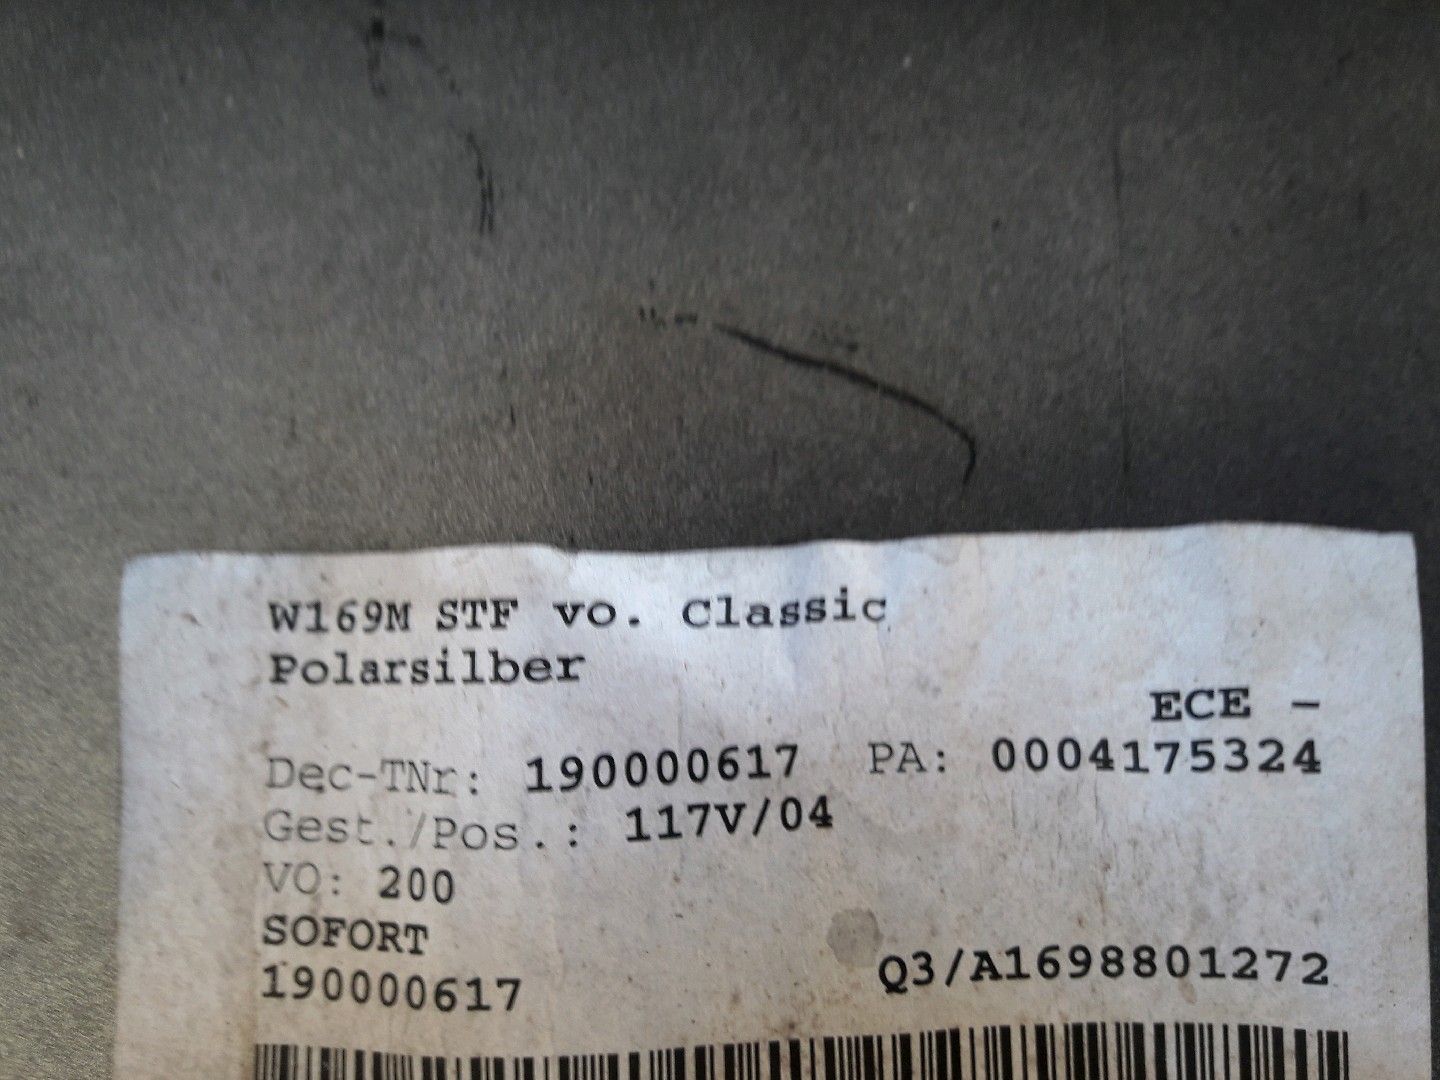 W169M STF vo. Classic
Polarsilber
ECE -
Dec-TNr: 190000617 PA: 0004175324
Gest./Pos.: 117V/04
VO: 200
SOFORT
190000617 Q3/A1698801272